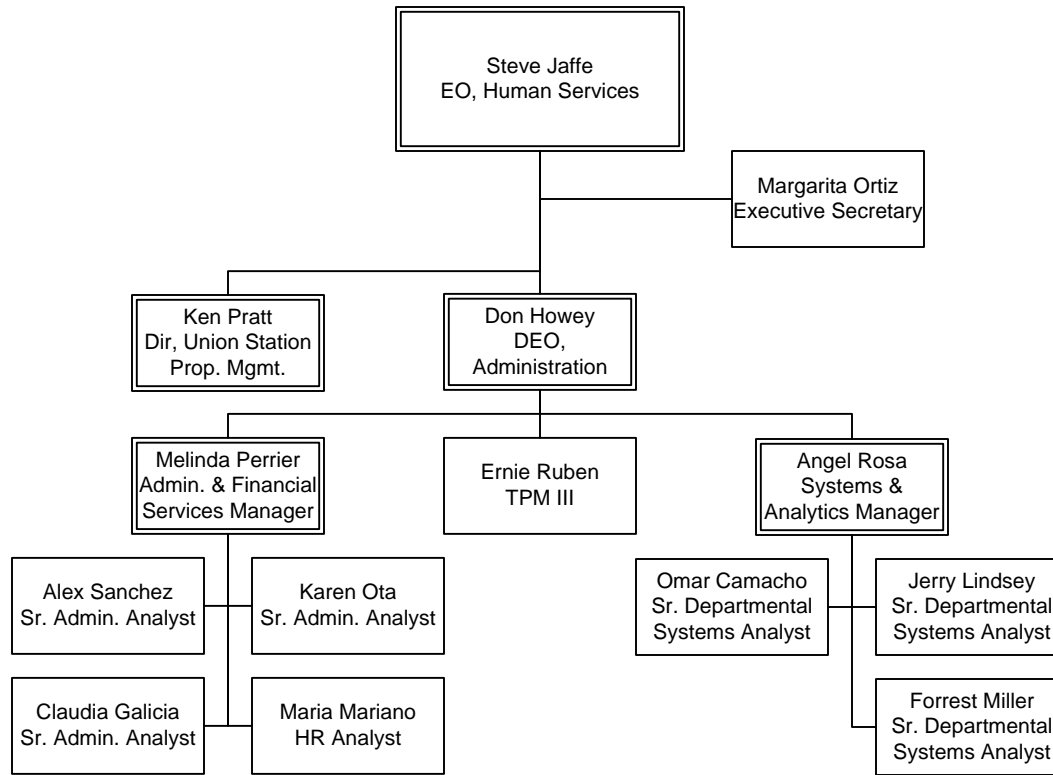 Steve Jaffe
EO, Human Services
Margarita Ortiz
Executive Secretary
Ken Pratt
Dir, Union Station
Prop. Mgmt.
Don Howey
DEO,
Administration
Melinda Perrier
Admin. & Financial
Services Manager
Ernie Ruben
TPM III
Angel Rosa
Systems &
Analytics Manager
Alex Sanchez
Sr. Admin. Analyst
Karen Ota
Sr. Admin. Analyst
Omar Camacho
Sr. Departmental
Systems Analyst
Jerry Lindsey
Sr. Departmental
Systems Analyst
Claudia Galicia
Sr. Admin. Analyst
Maria Mariano
HR Analyst
Forrest Miller
Sr. Departmental
Systems Analyst